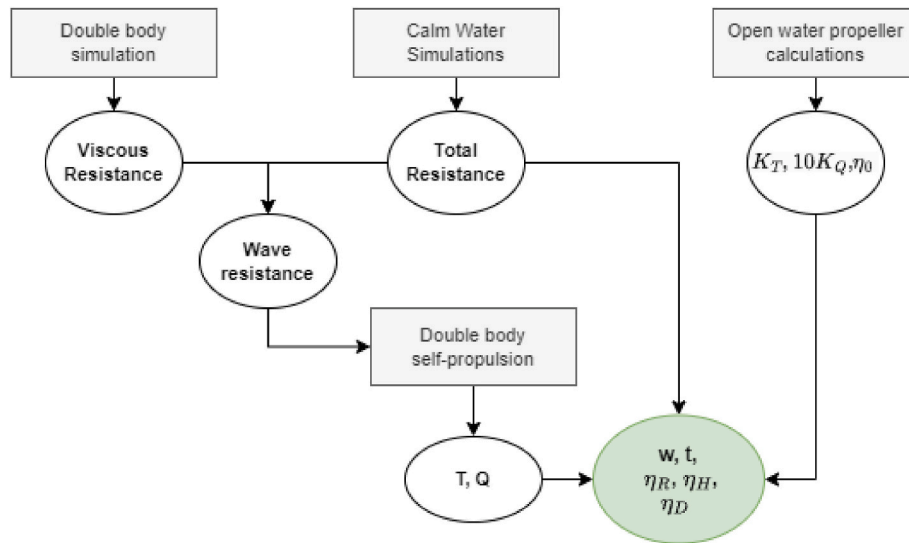 Double body
simulation
Calm Water
Simulations
Open water propeller
calculations
Viscous
Resistance
Total
Resistance
K_T, 10K_Q,η_0
Wave
resistance
Double body
self-propulsion
T, Q
w, t,
η_R, η_H,
η_D